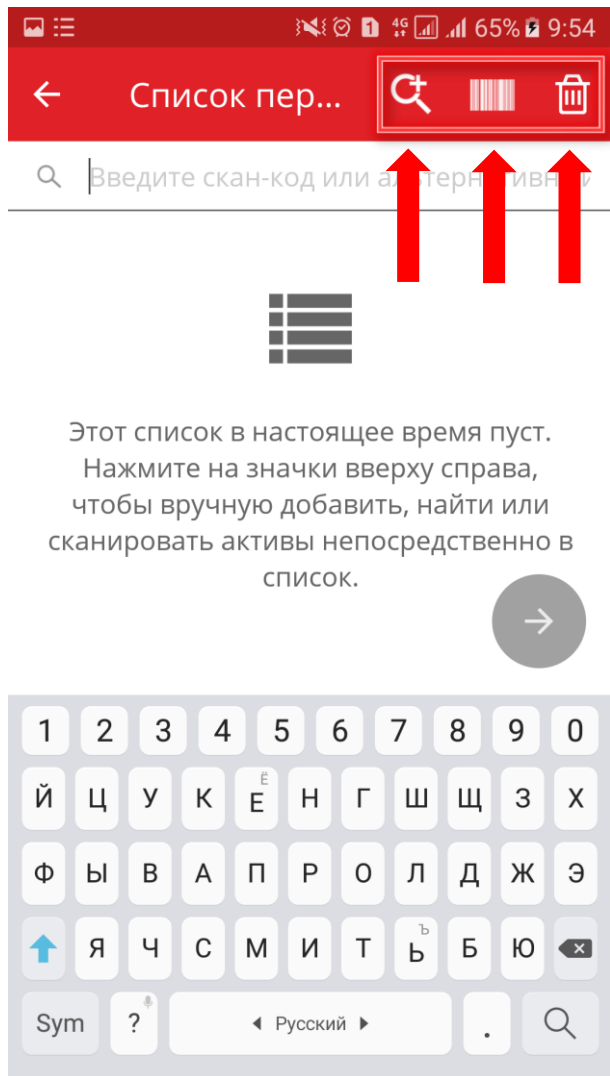 1 4G 65% 9:54
Список пер...
Введите скан-код или
Этот список в настоящее время пуст.
Нажмите на значки вверху справа,
чтобы вручную добавить, найти или
сканировать активы непосредственно в
список.
1 2 3 4 5 6 7 8 9 0
Й Ц У К Е Ё Н Г Ш Щ З Х
Ф Ы В А П Р О Л Д Ж Э
Я Ч С М И Т Ь Ъ Б Ю
Sym ? Русский .